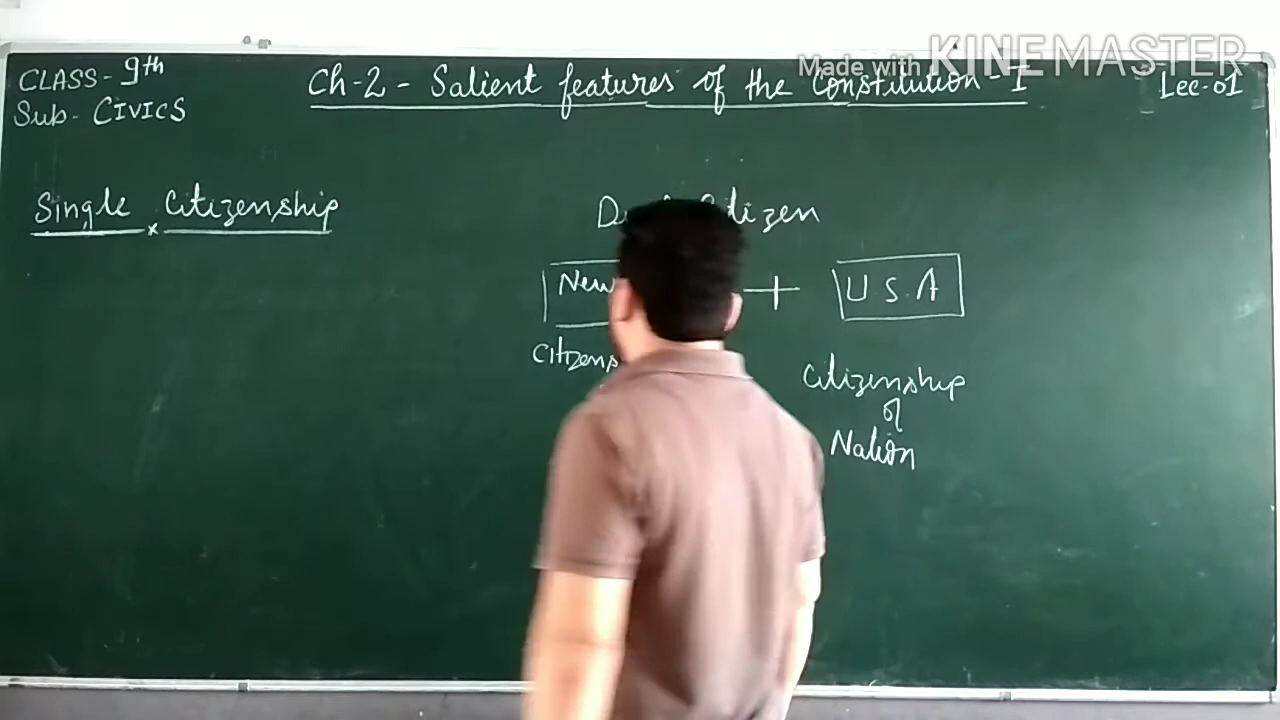 Made with KINEMASTER
CLASS- 9th
Sub- CIVICS
Ch-2 - Salient features of the Constitution - I
Lec-01
Single Citizenship
New
+
U S. A
Citizenship
of
Nation